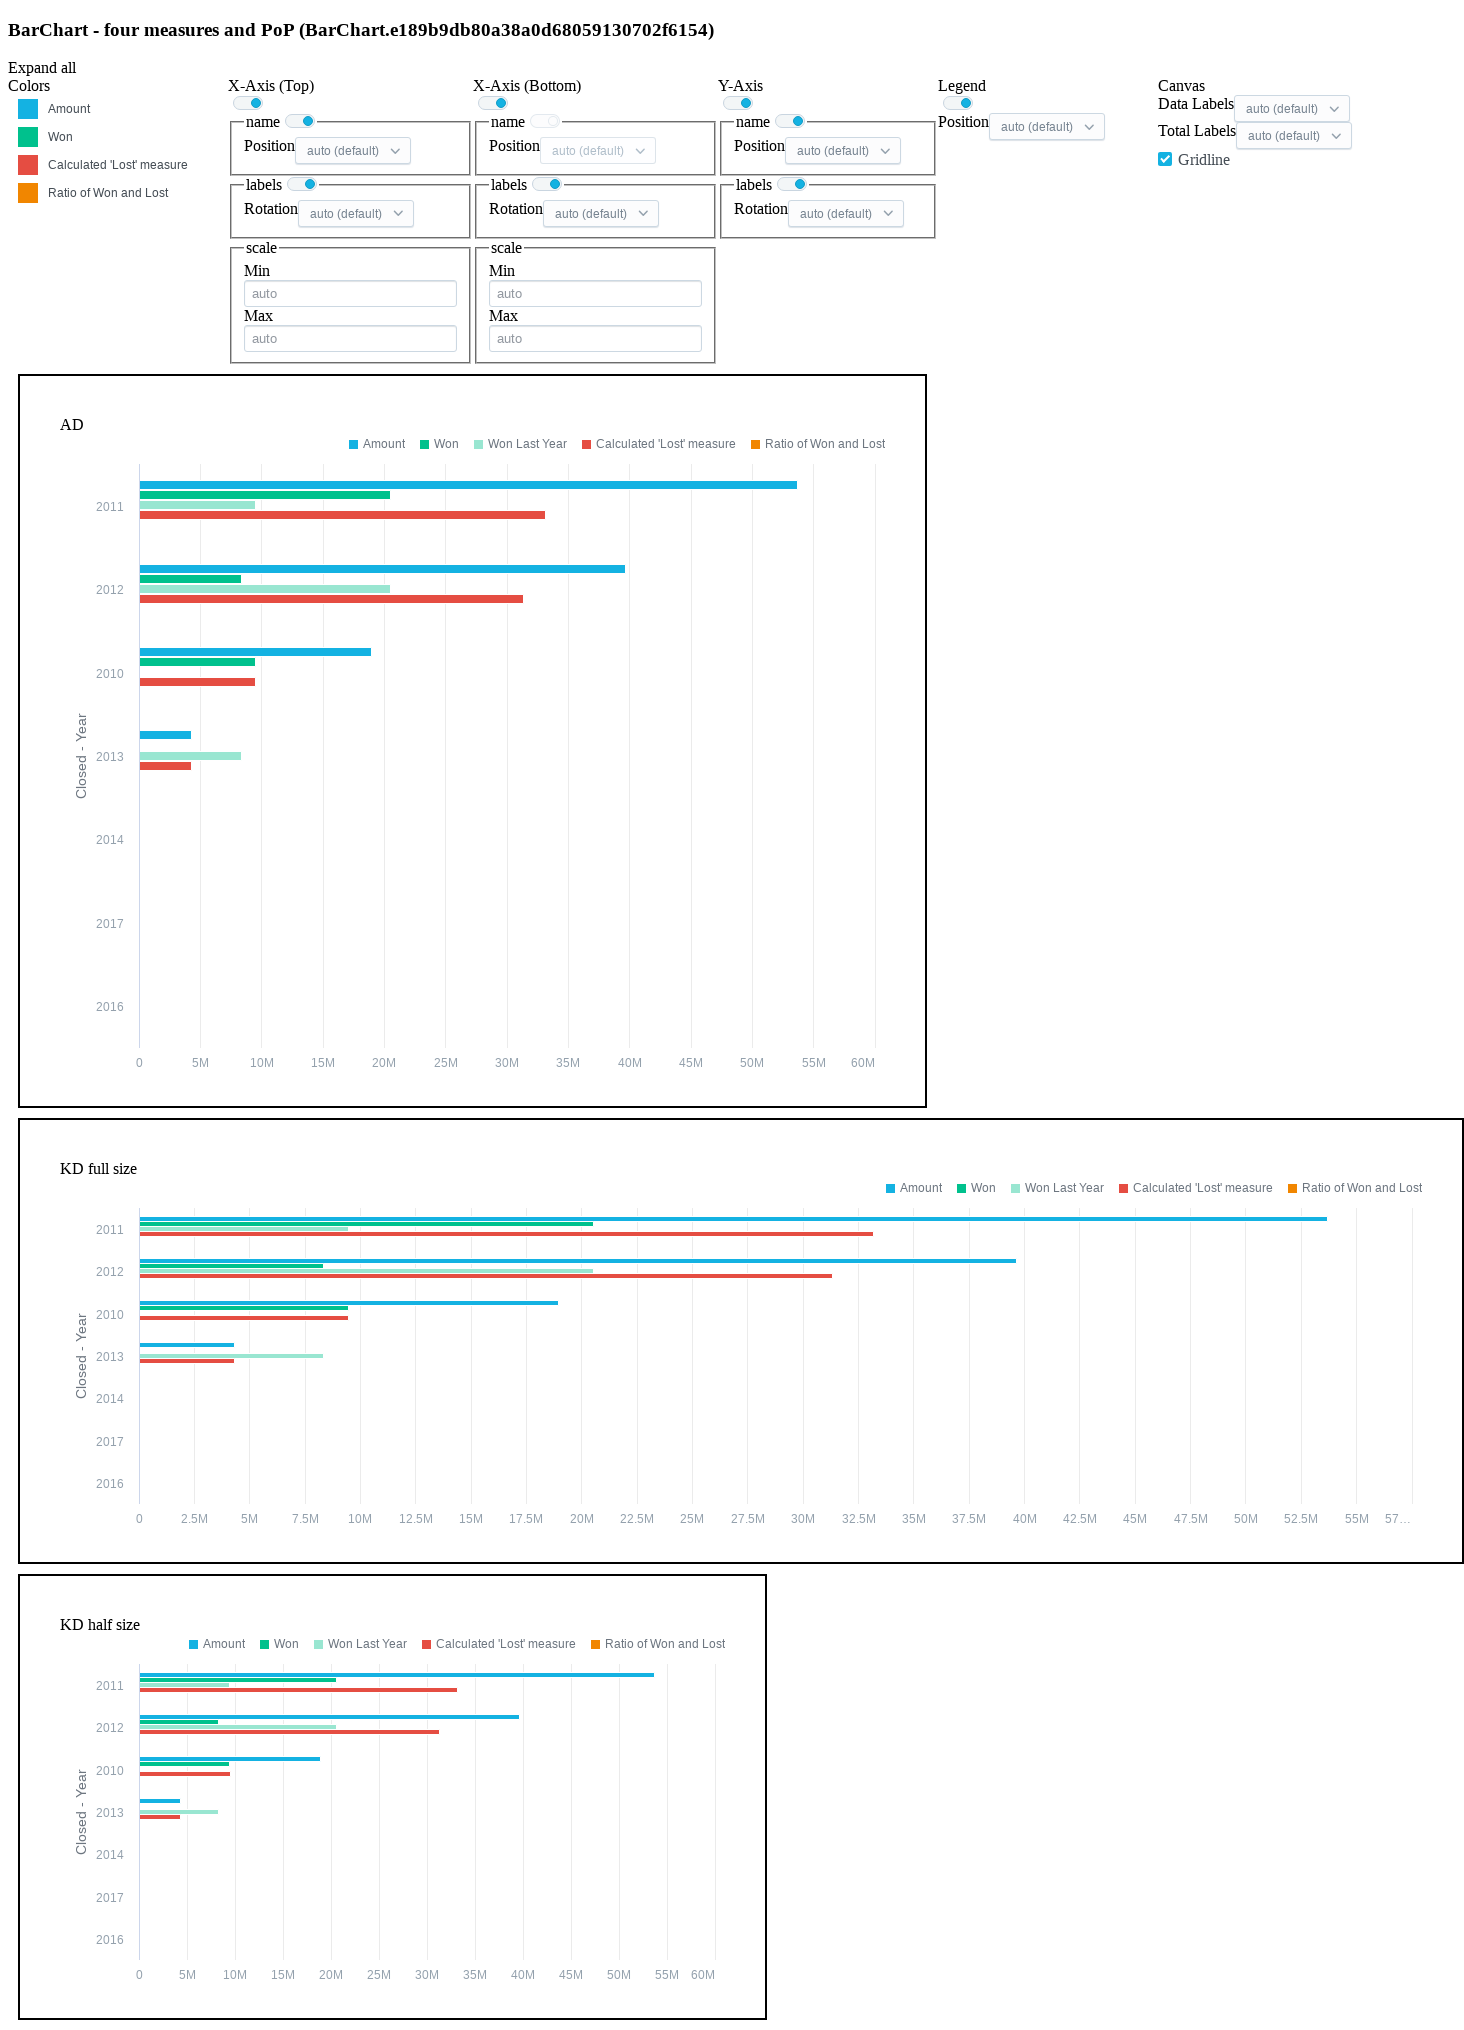 BarChart - four measures and PoP (BarChart.e189b9db80a38a0d68059130702f6154)
Expand all
Colors
Amount
Won
Calculated 'Lost' measure
Ratio of Won and Lost
X-Axis (Top)
name
Position auto (default)
labels
Rotation auto (default)
scale
Min
auto
Max
auto
X-Axis (Bottom)
name
Position auto (default)
labels
Rotation auto (default)
scale
Min
auto
Max
auto
Y-Axis
name
Position auto (default)
labels
Rotation auto (default)
Legend
Position auto (default)
Canvas
Data Labels auto (default)
Total Labels auto (default)
Gridline
AD
Amount Won Won Last Year Calculated 'Lost' measure Ratio of Won and Lost
Closed - Year
2011
2012
2010
2013
2014
2017
2016
0 5M 10M 15M 20M 25M 30M 35M 40M 45M 50M 55M 60M
KD full size
Amount Won Won Last Year Calculated 'Lost' measure Ratio of Won and Lost
Closed - Year
2011
2012
2010
2013
2014
2017
2016
0 2.5M 5M 7.5M 10M 12.5M 15M 17.5M 20M 22.5M 25M 27.5M 30M 32.5M 35M 37.5M 40M 42.5M 45M 47.5M 50M 52.5M 55M 57…
KD half size
Amount Won Won Last Year Calculated 'Lost' measure Ratio of Won and Lost
Closed - Year
2011
2012
2010
2013
2014
2017
2016
0 5M 10M 15M 20M 25M 30M 35M 40M 45M 50M 55M 60M